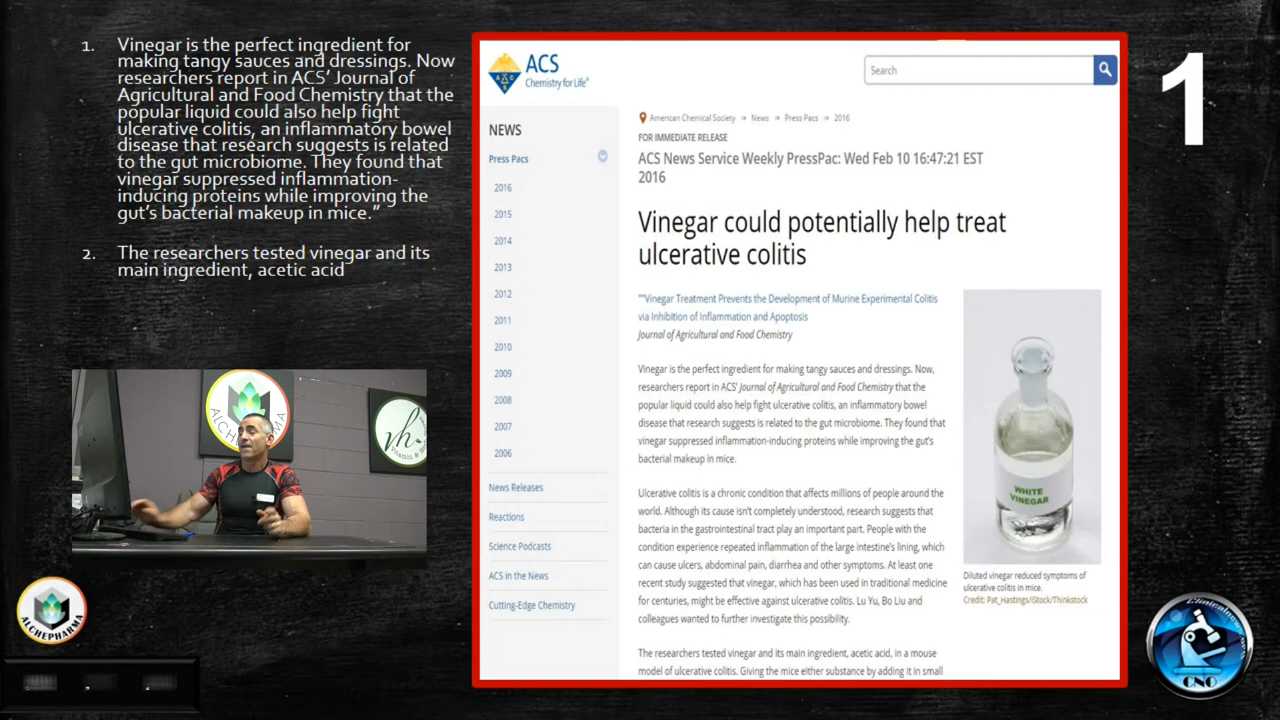 1. Vinegar is the perfect ingredient for
making tangy sauces and dressings. Now
researchers report in ACS’ Journal of
Agricultural and Food Chemistry that the
popular liquid could also help fight
ulcerative colitis, an inflammatory bowel
disease that research suggests is related
to the gut microbiome. They found that
vinegar suppressed inflammation-
inducing proteins while improving the
gut’s bacterial makeup in mice.”
2. The researchers tested vinegar and its
main ingredient, acetic acid
ALCHEPHARMA
vh
Vitamin &
ALCHEPHARMA
ACS
Chemistry for Life®
Search
NEWS
Press Pacs
2016
2015
2014
2013
2012
2011
2010
2009
2008
2007
2006
News Releases
Reactions
Science Podcasts
ACS in the News
Cutting-Edge Chemistry
American Chemical Society → News → Press Pacs → 2016
FOR IMMEDIATE RELEASE
ACS News Service Weekly PressPac: Wed Feb 10 16:47:21 EST
2016
Vinegar could potentially help treat
ulcerative colitis
""Vinegar Treatment Prevents the Development of Murine Experimental Colitis
via Inhibition of Inflammation and Apoptosis
Journal of Agricultural and Food Chemistry
Vinegar is the perfect ingredient for making tangy sauces and dressings. Now,
researchers report in ACS' Journal of Agricultural and Food Chemistry that the
popular liquid could also help fight ulcerative colitis, an inflammatory bowel
disease that research suggests is related to the gut microbiome. They found that
vinegar suppressed inflammation-inducing proteins while improving the gut's
bacterial makeup in mice.
Ulcerative colitis is a chronic condition that affects millions of people around the
world. Although its cause isn't completely understood, research suggests that
bacteria in the gastrointestinal tract play an important part. People with the
condition experience repeated inflammation of the large intestine's lining, which
can cause ulcers, abdominal pain, diarrhea and other symptoms. At least one
recent study suggested that vinegar, which has been used in traditional medicine
for centuries, might be effective against ulcerative colitis. Lu Yu, Bo Liu and
colleagues wanted to further investigate this possibility.
The researchers tested vinegar and its main ingredient, acetic acid, in a mouse
model of ulcerative colitis. Giving the mice either substance by adding it in small
WHITE
VINEGAR
Diluted vinegar reduced symptoms of
ulcerative colitis in mice.
Credit: Pat_Hastings/iStock/Thinkstock
1
CNO